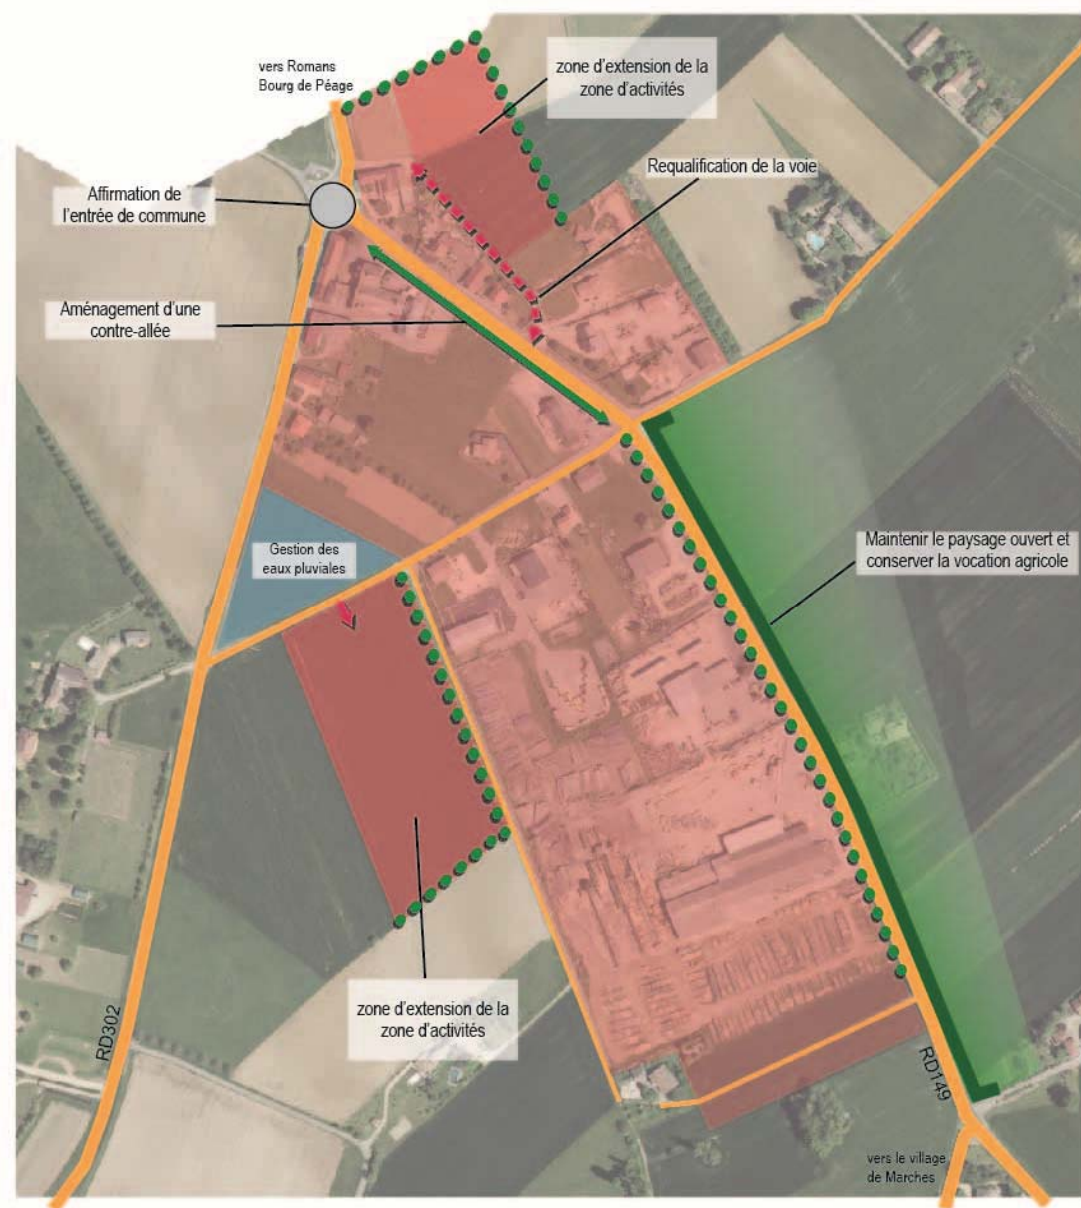 vers Romans
Bourg de Péage
zone d'extension de la
zone d'activités
Requalification de la voie
Affirmation de
l'entrée de commune
Aménagement d'une
contre-allée
Maintenir le paysage ouvert et
conserver la vocation agricole
Gestion des
eaux pluviales
zone d'extension de la
zone d'activités
RD302
RD149
vers le village
de Marches